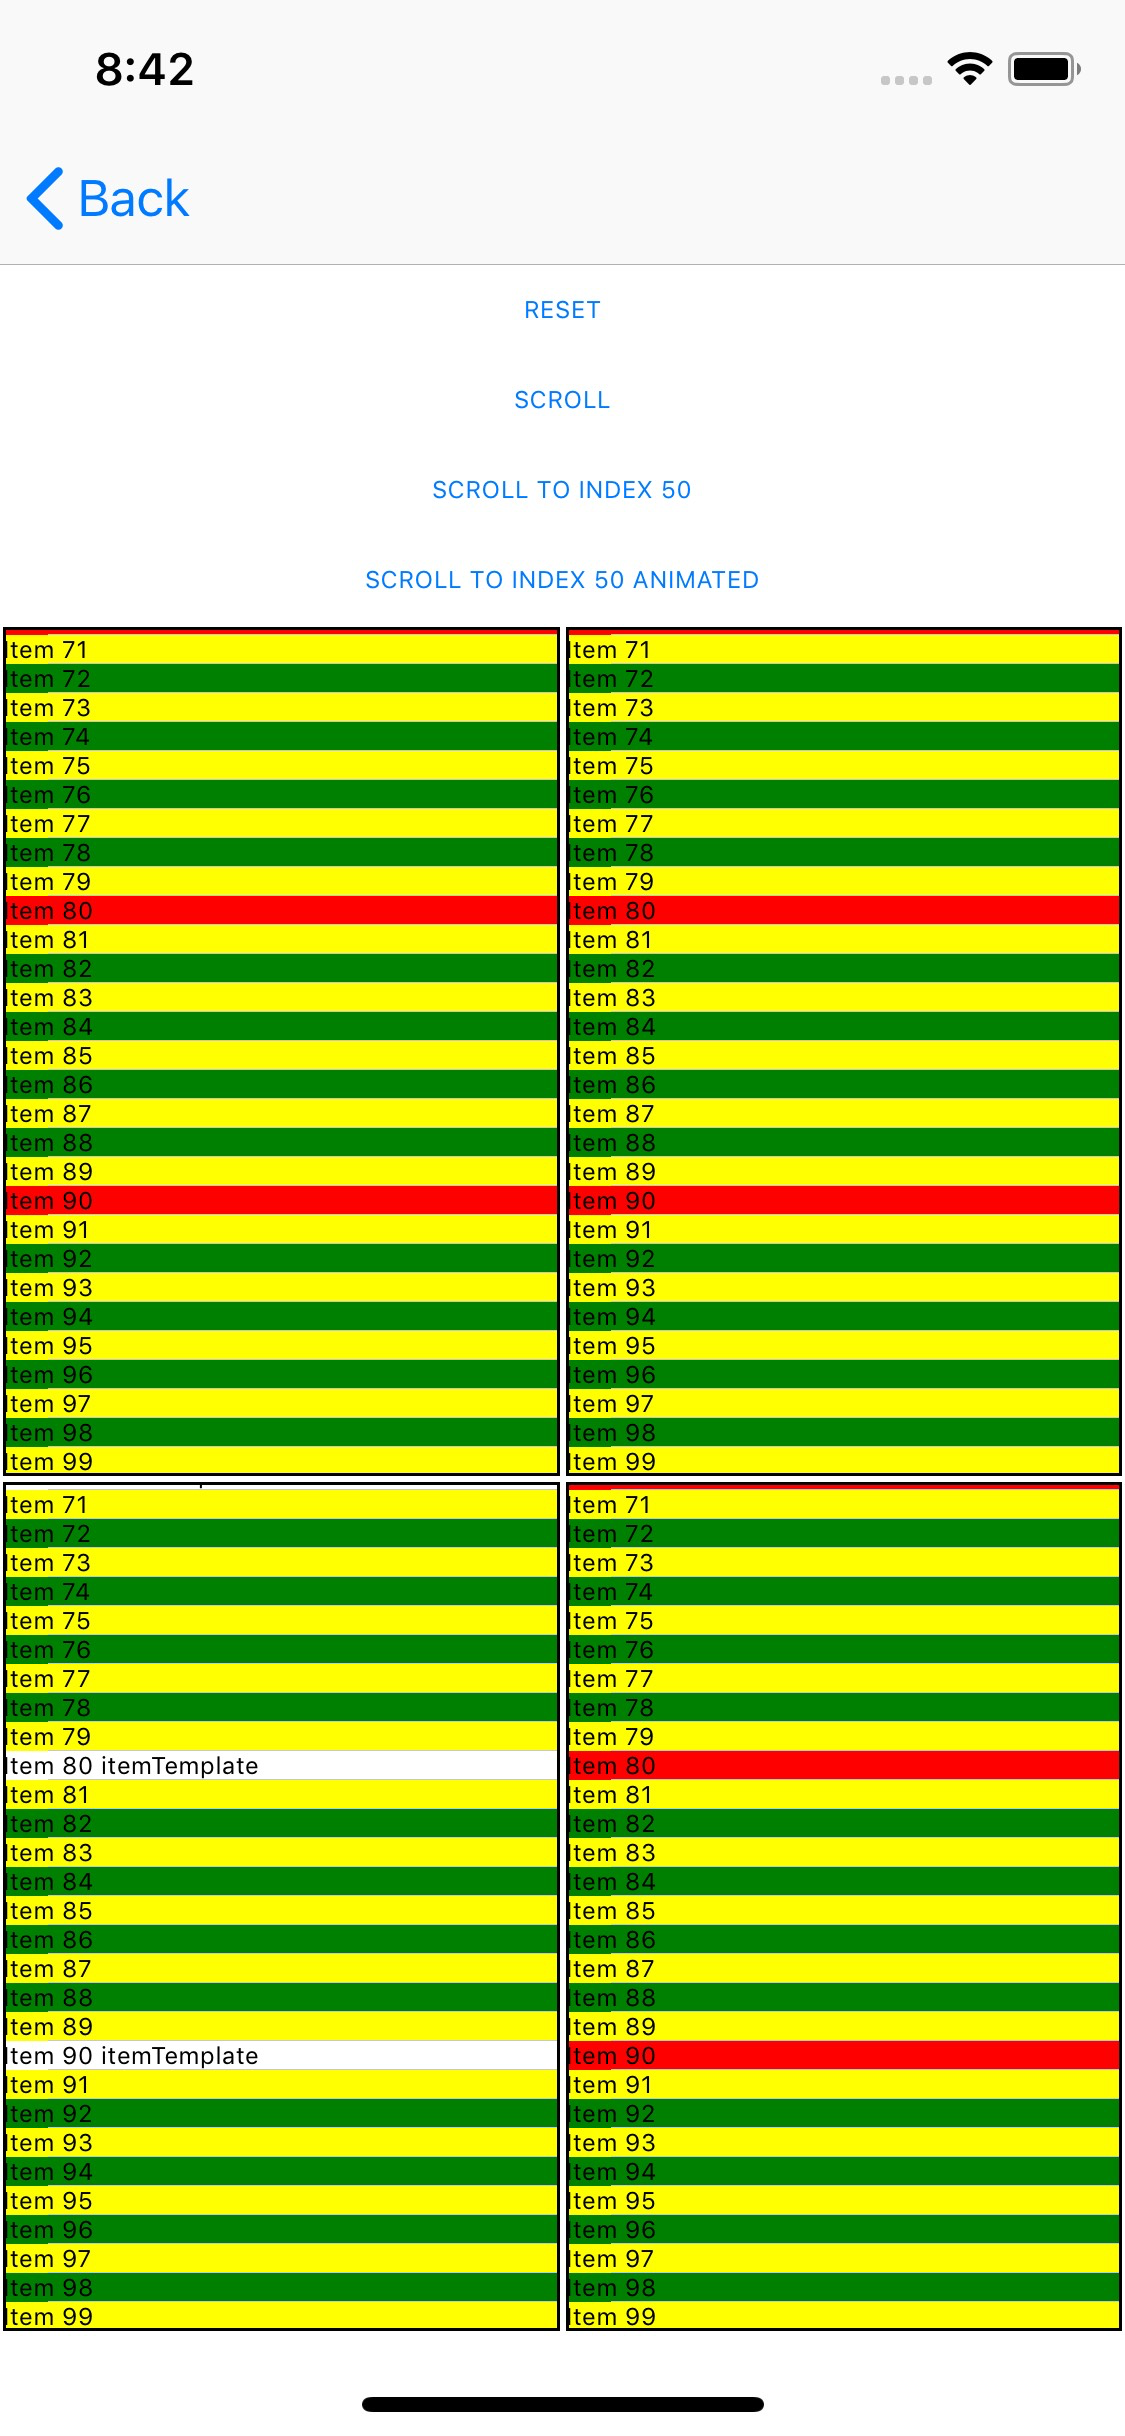 8:42
Back
RESET
SCROLL
SCROLL TO INDEX 50
SCROLL TO INDEX 50 ANIMATED
Item 71
Item 72
Item 73
Item 74
Item 75
Item 76
Item 77
Item 78
Item 79
Item 80
Item 81
Item 82
Item 83
Item 84
Item 85
Item 86
Item 87
Item 88
Item 89
Item 90
Item 91
Item 92
Item 93
Item 94
Item 95
Item 96
Item 97
Item 98
Item 99
Item 71
Item 72
Item 73
Item 74
Item 75
Item 76
Item 77
Item 78
Item 79
Item 80
Item 81
Item 82
Item 83
Item 84
Item 85
Item 86
Item 87
Item 88
Item 89
Item 90
Item 91
Item 92
Item 93
Item 94
Item 95
Item 96
Item 97
Item 98
Item 99
Item 71
Item 72
Item 73
Item 74
Item 75
Item 76
Item 77
Item 78
Item 79
Item 80 itemTemplate
Item 81
Item 82
Item 83
Item 84
Item 85
Item 86
Item 87
Item 88
Item 89
Item 90 itemTemplate
Item 91
Item 92
Item 93
Item 94
Item 95
Item 96
Item 97
Item 98
Item 99
Item 71
Item 72
Item 73
Item 74
Item 75
Item 76
Item 77
Item 78
Item 79
Item 80
Item 81
Item 82
Item 83
Item 84
Item 85
Item 86
Item 87
Item 88
Item 89
Item 90
Item 91
Item 92
Item 93
Item 94
Item 95
Item 96
Item 97
Item 98
Item 99